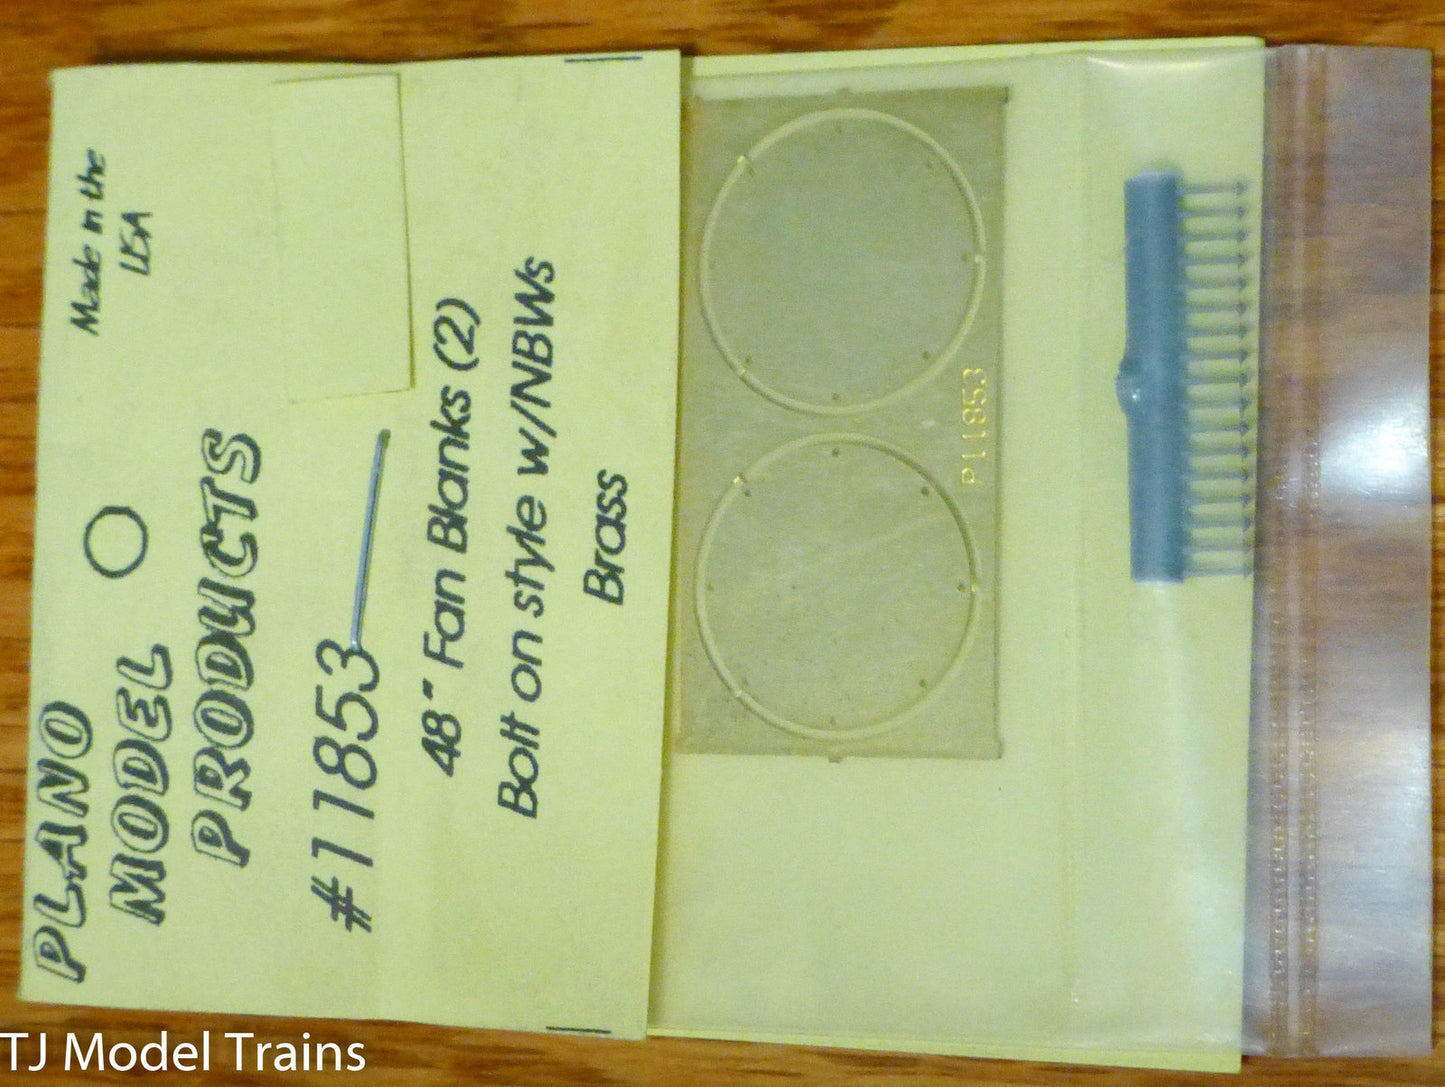 PLANO
MODEL
PRODUCTS
Made in the
USA
#11853
48" Fan Blanks (2)
Bolt on style w/NBWs
Brass
P11853
TJ Model Trains